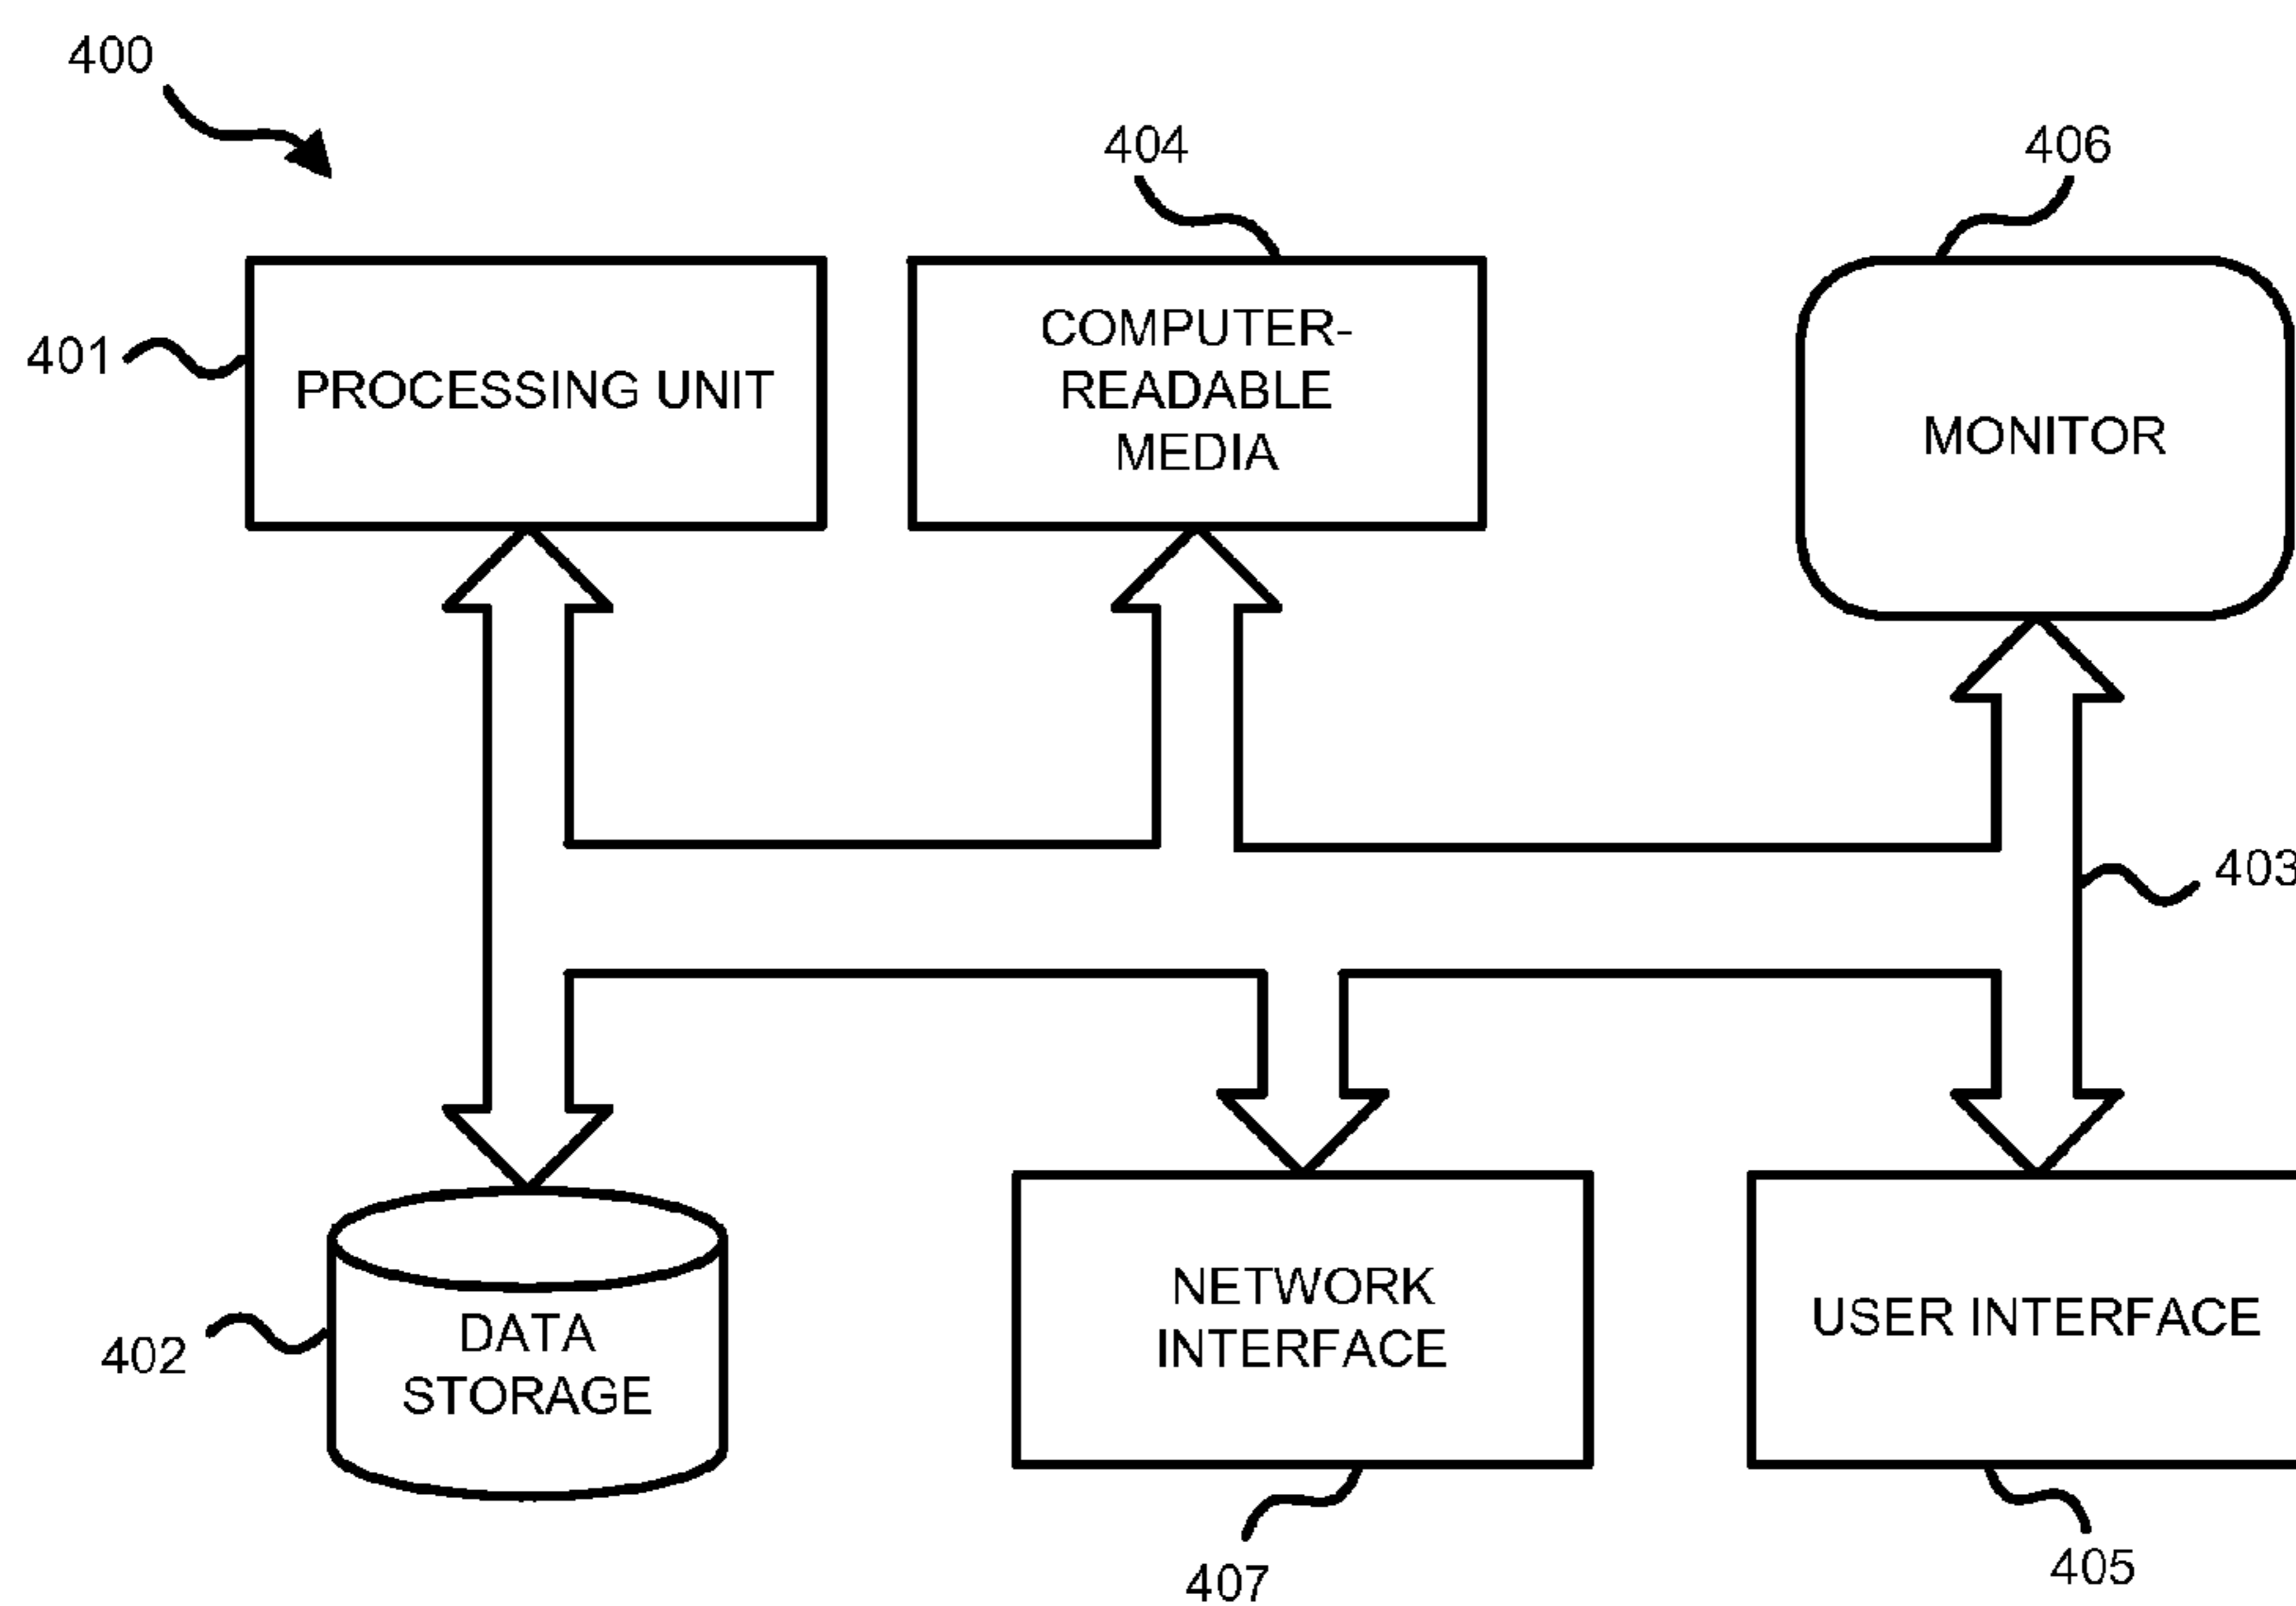 400
404
406
401
PROCESSING UNIT
COMPUTER-
READABLE
MEDIA
MONITOR
403
402
DATA
STORAGE
NETWORK
INTERFACE
USER INTERFACE
407
405